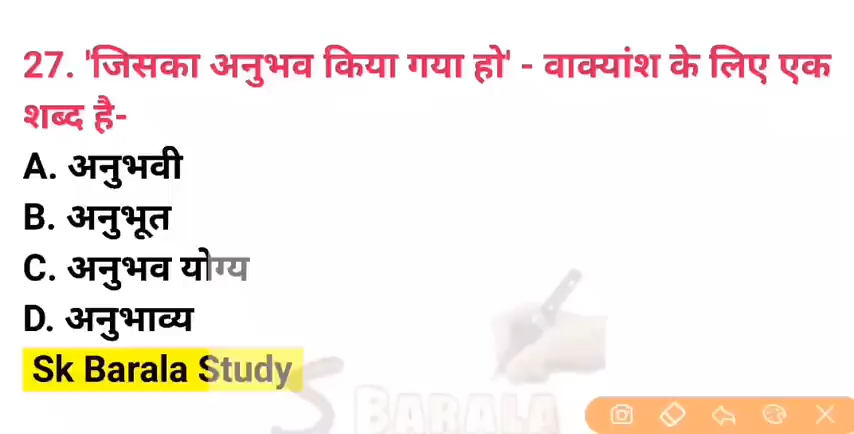 27. 'जिसका अनुभव किया गया हो' - वाक्यांश के लिए एक
शब्द है-
A. अनुभवी
B. अनुभूत
C. अनुभव योग्य
D. अनुभाव्य
Sk Barala Study
S BARALA